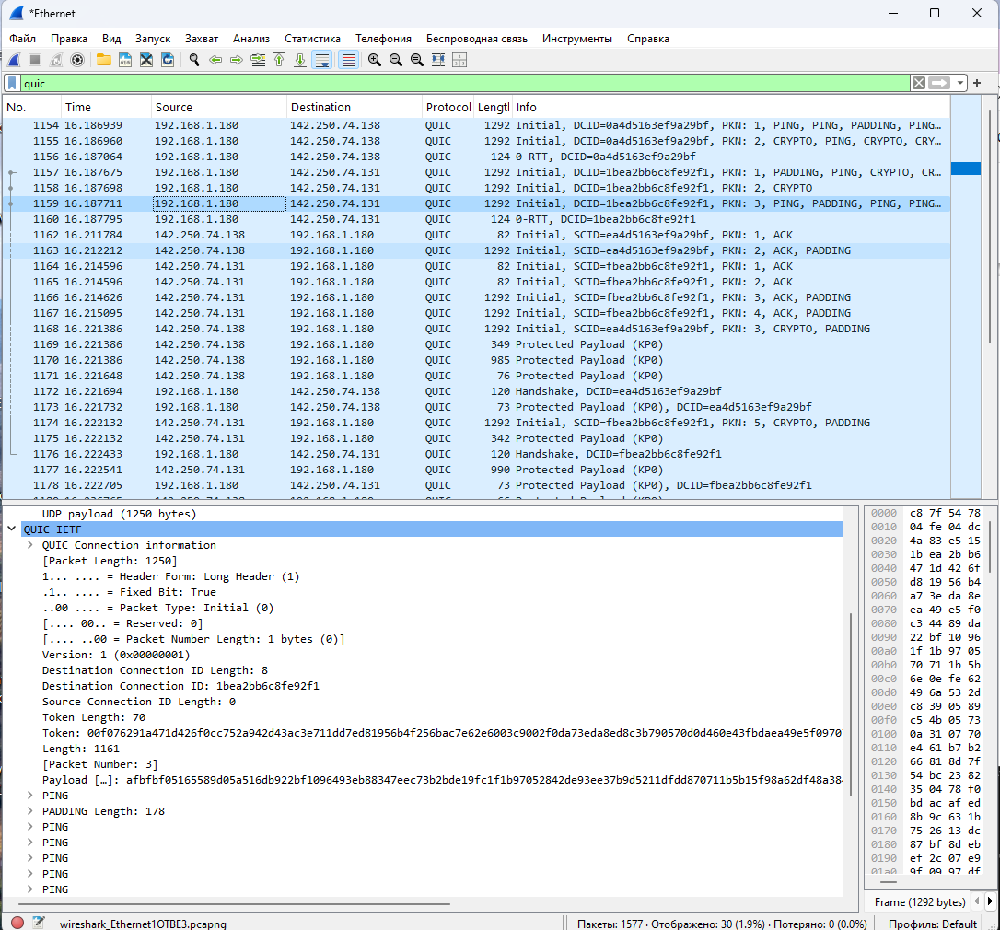 *Ethernet
Файл Правка Вид Запуск Захват Анализ Статистика Телефония Беспроводная связь Инструменты Справка
quic
No. Time Source Destination Protocol Lengtl Info
1154 16.186939 192.168.1.180 142.250.74.138 QUIC 1292 Initial, DCID=0a4d5163ef9a29bf, PKN: 1, PING, PING, PADDING, PING…
1155 16.186960 192.168.1.180 142.250.74.138 QUIC 1292 Initial, DCID=0a4d5163ef9a29bf, PKN: 2, CRYPTO, PING, CRYPTO, CRY…
1156 16.187064 192.168.1.180 142.250.74.138 QUIC 124 0-RTT, DCID=0a4d5163ef9a29bf
1157 16.187675 192.168.1.180 142.250.74.131 QUIC 1292 Initial, DCID=1bea2bb6c8fe92f1, PKN: 1, PADDING, PING, CRYPTO, CR…
1158 16.187698 192.168.1.180 142.250.74.131 QUIC 1292 Initial, DCID=1bea2bb6c8fe92f1, PKN: 2, CRYPTO
1159 16.187711 192.168.1.180 142.250.74.131 QUIC 1292 Initial, DCID=1bea2bb6c8fe92f1, PKN: 3, PING, PADDING, PING, PING…
1160 16.187795 192.168.1.180 142.250.74.131 QUIC 124 0-RTT, DCID=1bea2bb6c8fe92f1
1162 16.211784 142.250.74.138 192.168.1.180 QUIC 82 Initial, SCID=ea4d5163ef9a29bf, PKN: 1, ACK
1163 16.212212 142.250.74.138 192.168.1.180 QUIC 1292 Initial, SCID=ea4d5163ef9a29bf, PKN: 2, ACK, PADDING
1164 16.214596 142.250.74.131 192.168.1.180 QUIC 82 Initial, SCID=fbea2bb6c8fe92f1, PKN: 1, ACK
1165 16.214596 142.250.74.131 192.168.1.180 QUIC 82 Initial, SCID=fbea2bb6c8fe92f1, PKN: 2, ACK
1166 16.214626 142.250.74.131 192.168.1.180 QUIC 1292 Initial, SCID=fbea2bb6c8fe92f1, PKN: 3, ACK, PADDING
1167 16.215095 142.250.74.131 192.168.1.180 QUIC 1292 Initial, SCID=fbea2bb6c8fe92f1, PKN: 4, ACK, PADDING
1168 16.221386 142.250.74.138 192.168.1.180 QUIC 1292 Initial, SCID=ea4d5163ef9a29bf, PKN: 3, CRYPTO, PADDING
1169 16.221386 142.250.74.138 192.168.1.180 QUIC 349 Protected Payload (KP0)
1170 16.221386 142.250.74.138 192.168.1.180 QUIC 985 Protected Payload (KP0)
1171 16.221648 142.250.74.138 192.168.1.180 QUIC 76 Protected Payload (KP0)
1172 16.221694 192.168.1.180 142.250.74.138 QUIC 120 Handshake, DCID=ea4d5163ef9a29bf
1173 16.221732 192.168.1.180 142.250.74.138 QUIC 73 Protected Payload (KP0), DCID=ea4d5163ef9a29bf
1174 16.222132 142.250.74.131 192.168.1.180 QUIC 1292 Initial, SCID=fbea2bb6c8fe92f1, PKN: 5, CRYPTO, PADDING
1175 16.222132 142.250.74.131 192.168.1.180 QUIC 342 Protected Payload (KP0)
1176 16.222433 192.168.1.180 142.250.74.131 QUIC 120 Handshake, DCID=fbea2bb6c8fe92f1
1177 16.222541 142.250.74.131 192.168.1.180 QUIC 990 Protected Payload (KP0)
1178 16.222705 192.168.1.180 142.250.74.131 QUIC 73 Protected Payload (KP0), DCID=fbea2bb6c8fe92f1
UDP payload (1250 bytes)
QUIC IETF
QUIC Connection information
[Packet Length: 1250]
1... .... = Header Form: Long Header (1)
.1.. .... = Fixed Bit: True
..00 .... = Packet Type: Initial (0)
[.... 00.. = Reserved: 0]
[.... ..00 = Packet Number Length: 1 bytes (0)]
Version: 1 (0x00000001)
Destination Connection ID Length: 8
Destination Connection ID: 1bea2bb6c8fe92f1
Source Connection ID Length: 0
Token Length: 70
Token: 00f076291a471d426f0cc752a942d43ac3e711dd7ed81956b4f256bac7e62e6003c9002f0da73eda8ed8c3b790570d0d460e43fbdaea49e5f0970
Length: 1161
[Packet Number: 3]
Payload […]: afbfbf05165589d05a516db922bf1096493eb88347eec73b2bde19fc1f1b97052842de93ee37b9d5211dfdd870711b5b15f98a62df48a38
PING
PADDING Length: 178
PING
PING
PING
PING
PING
0000 c8 7f 54 78
0010 04 fe 04 dc
0020 4a 83 e5 15
0030 1b ea 2b b6
0040 47 1d 42 6f
0050 d8 19 56 b4
0060 a7 3e da 8e
0070 ea 49 e5 f0
0080 c3 44 89 da
0090 22 bf 10 96
00a0 1f 1b 97 05
00b0 70 71 1b 5b
00c0 6e 0e fe 62
00d0 49 6a 53 2d
00e0 c8 39 05 89
00f0 c5 4b 05 73
0100 0a 31 07 70
0110 e4 61 b7 b2
0120 66 81 8d 7f
0130 54 bc 23 82
0140 35 04 78 f0
0150 bd ac af ed
0160 8b 9c 63 1b
0170 75 26 13 dc
0180 87 bf 8d eb
0190 ef 2c 07 e9
01a0 9f 09 97 df
Frame (1292 bytes)
wireshark_Ethernet1OTBE3.pcapng Пакеты: 1577 · Отображено: 30 (1.9%) · Потеряно: 0 (0.0%) Профиль: Default